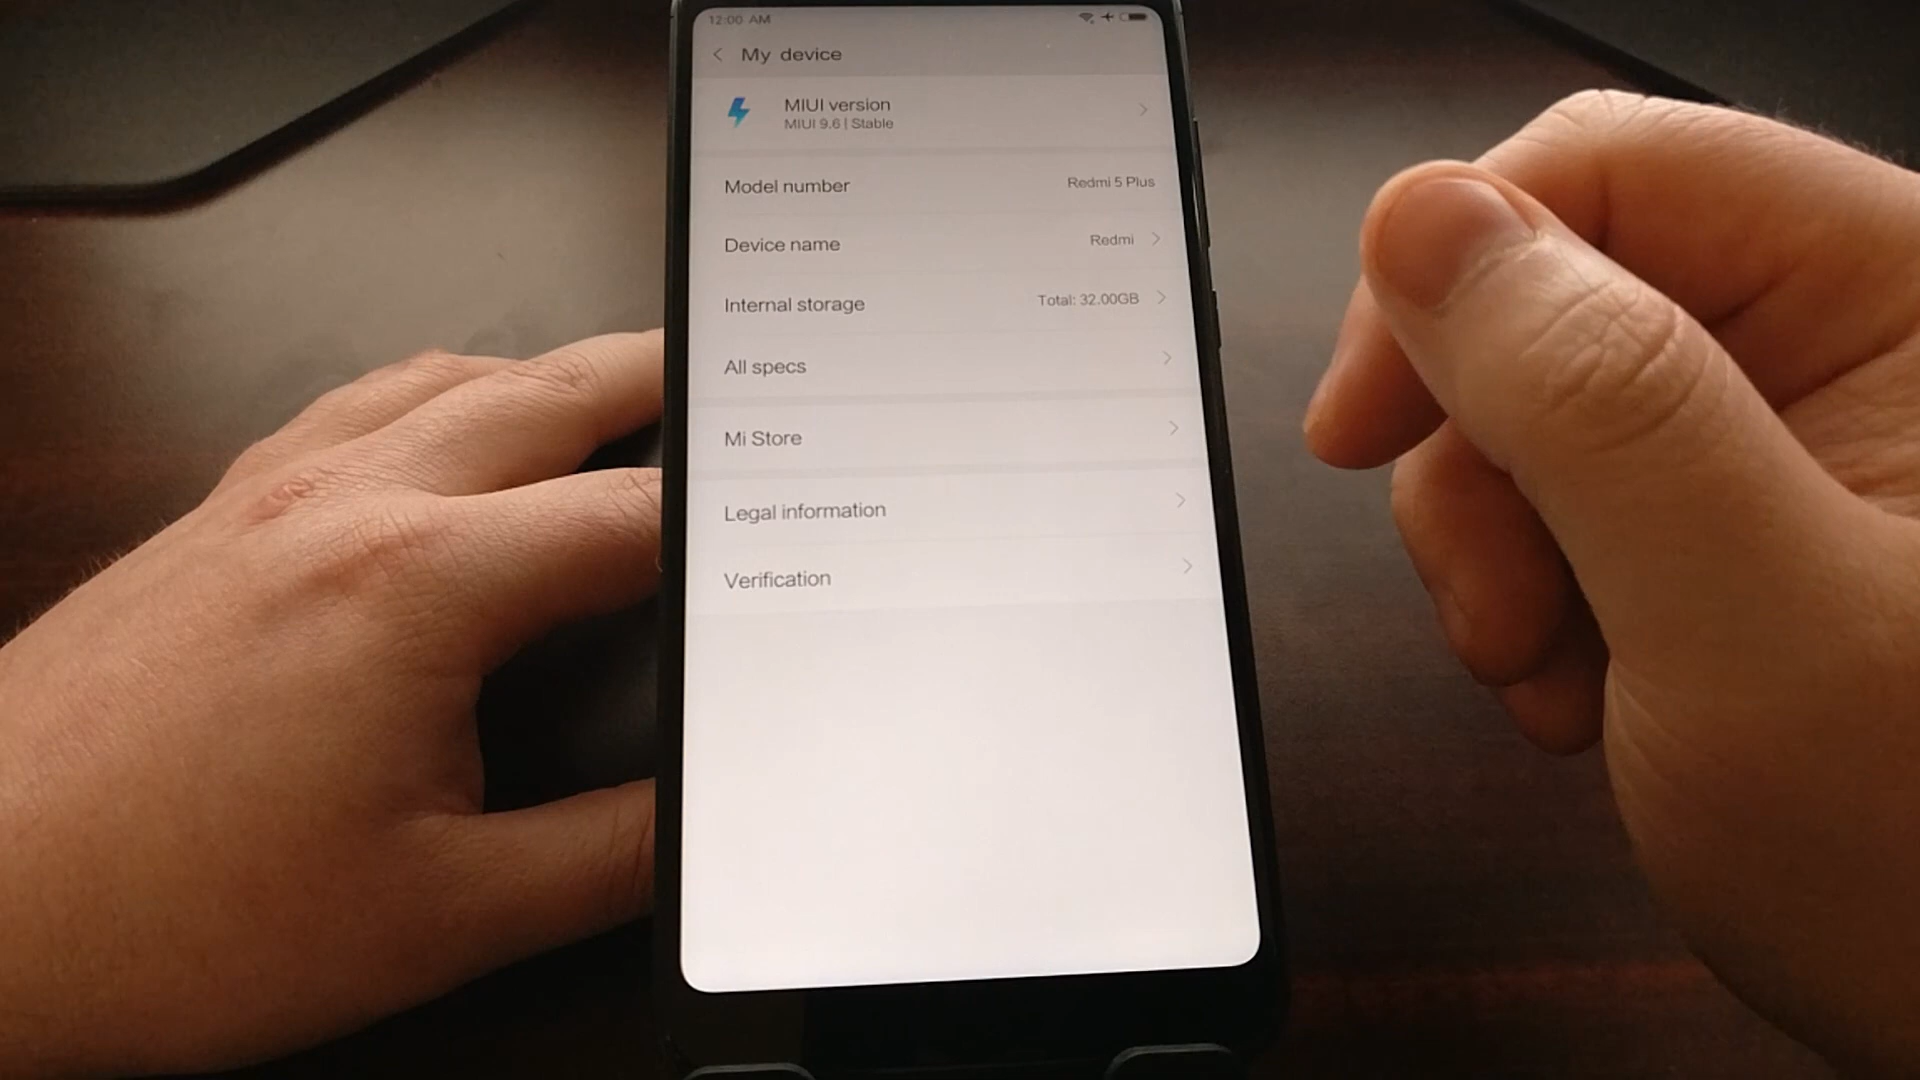 12:00 AM
My device
MIUI version
MIUI 9.6 | Stable
Model number
Redmi 5 Plus
Device name
Redmi
Internal storage
Total: 32.00GB
All specs
Mi Store
Legal information
Verification